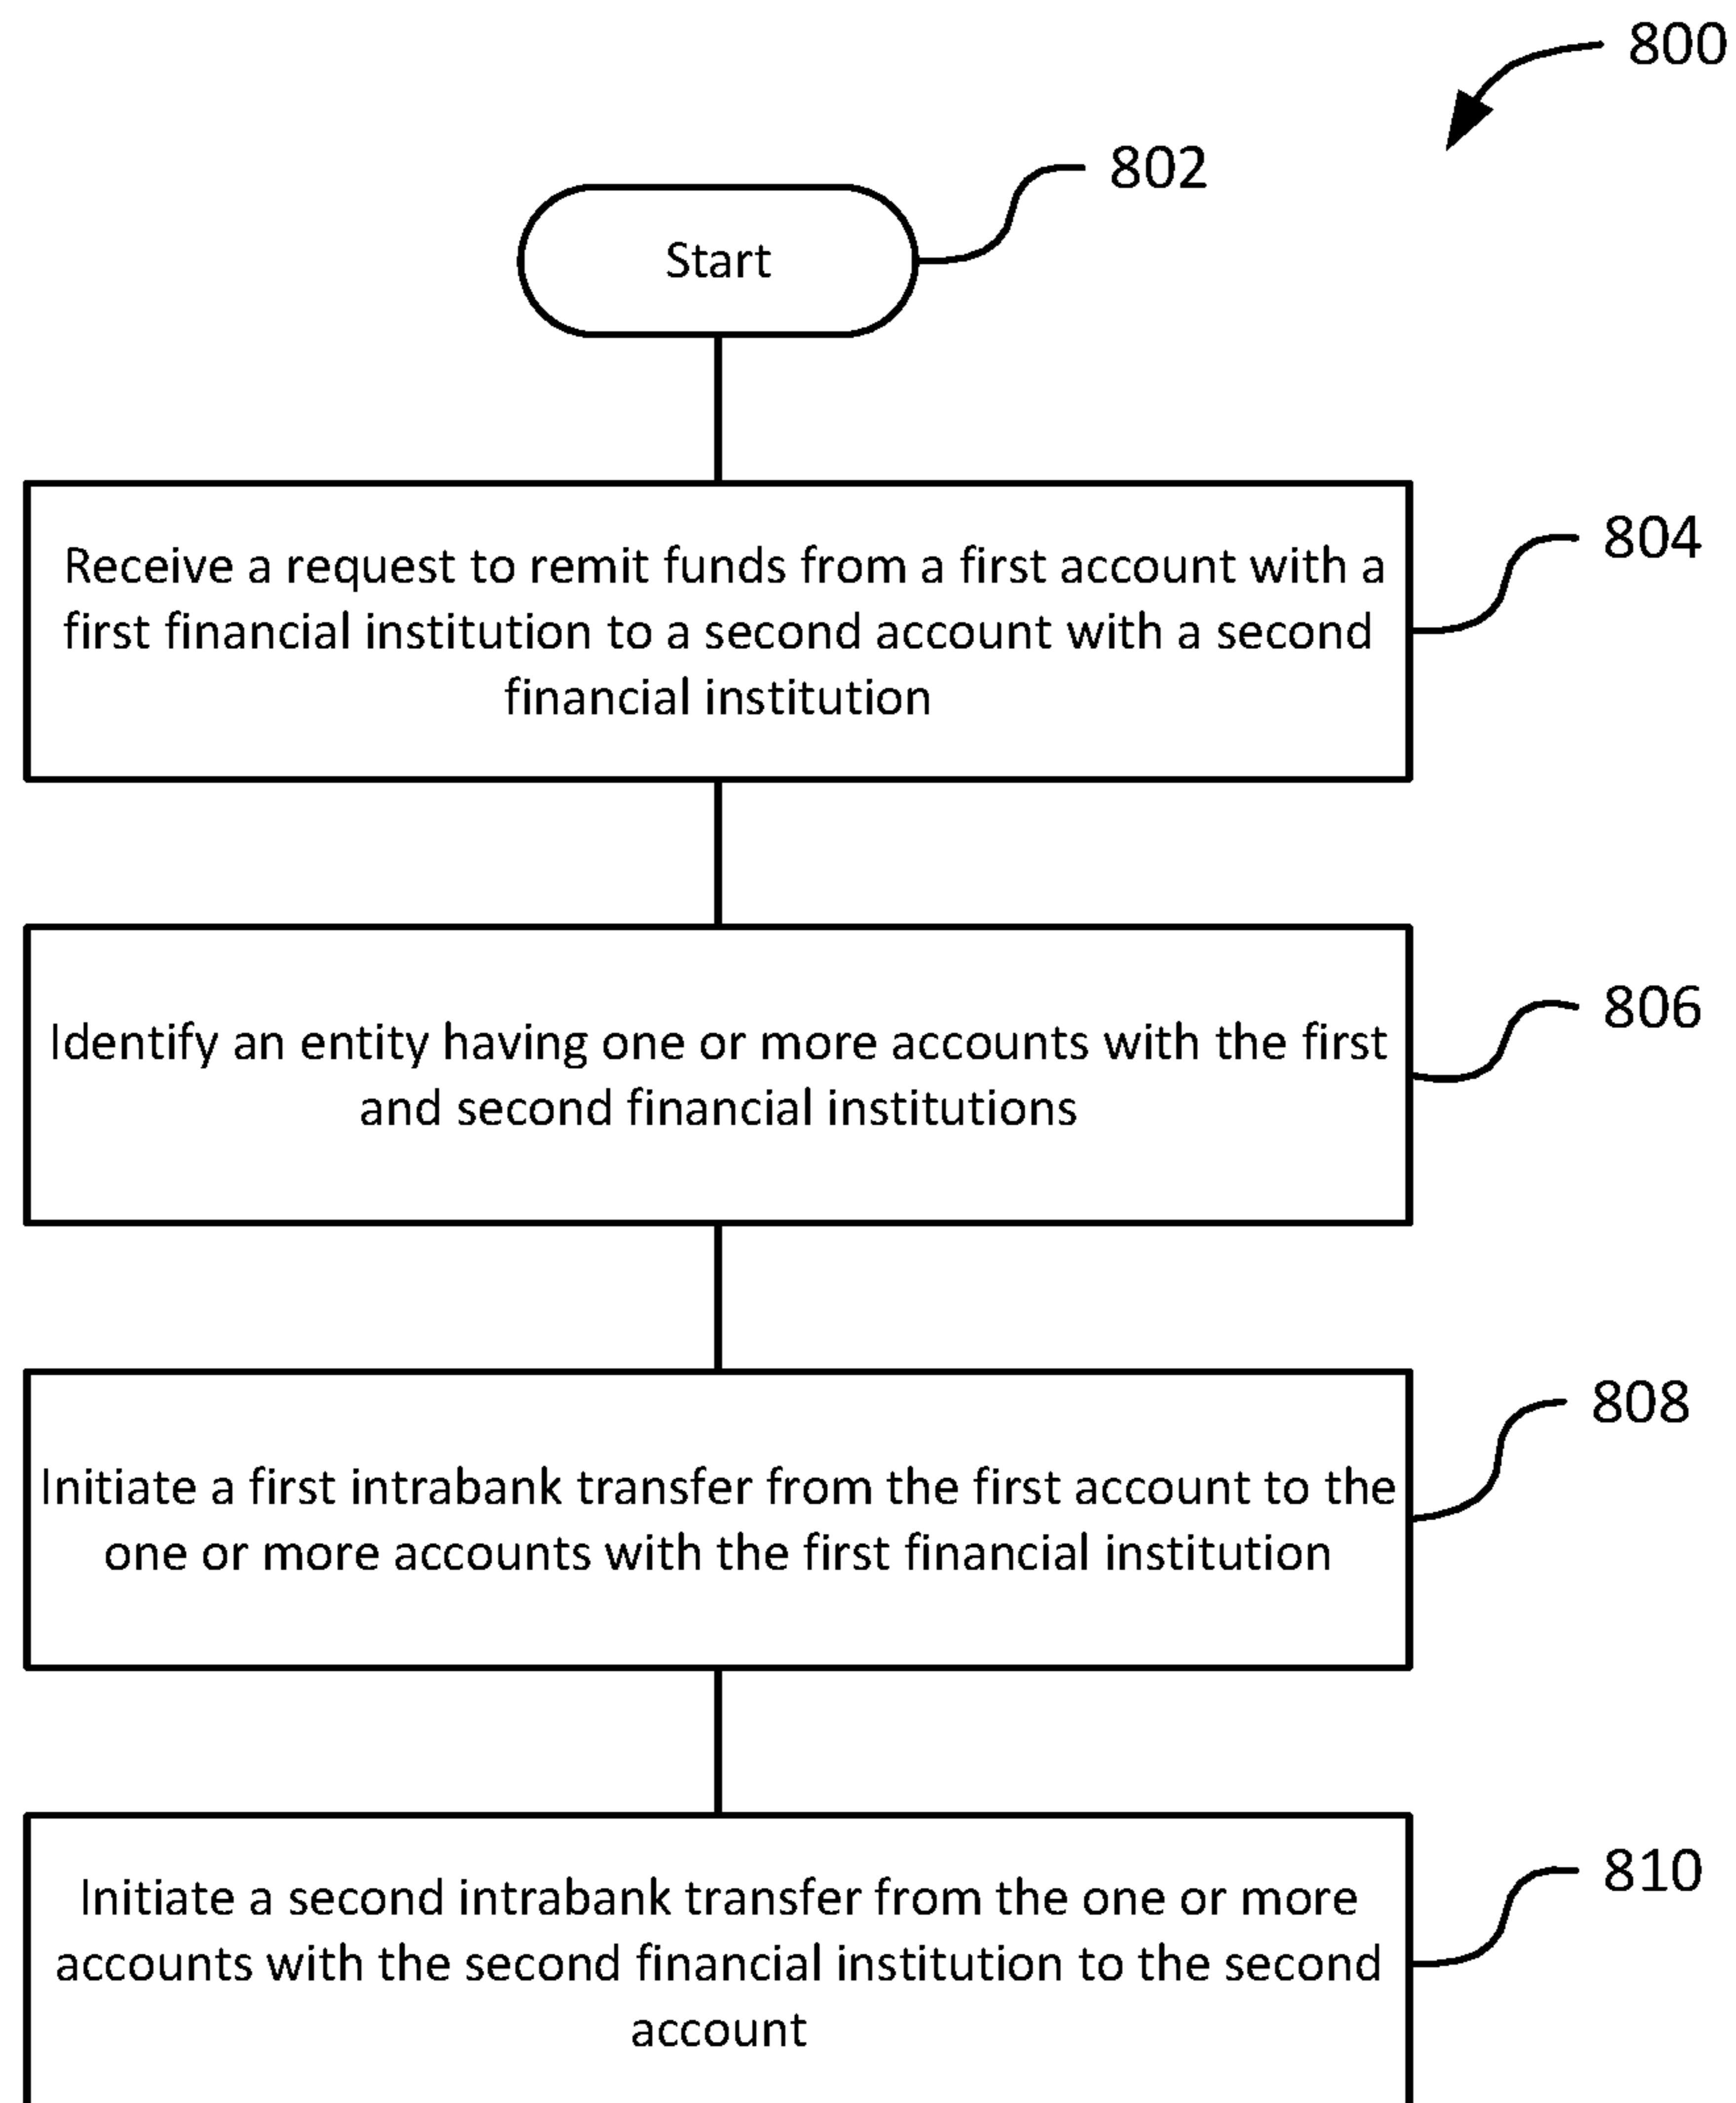 800
802
Start
804
Receive a request to remit funds from a first account with a
first financial institution to a second account with a second
financial institution
806
Identify an entity having one or more accounts with the first
and second financial institutions
808
Initiate a first intrabank transfer from the first account to the
one or more accounts with the first financial institution
810
Initiate a second intrabank transfer from the one or more
accounts with the second financial institution to the second
account